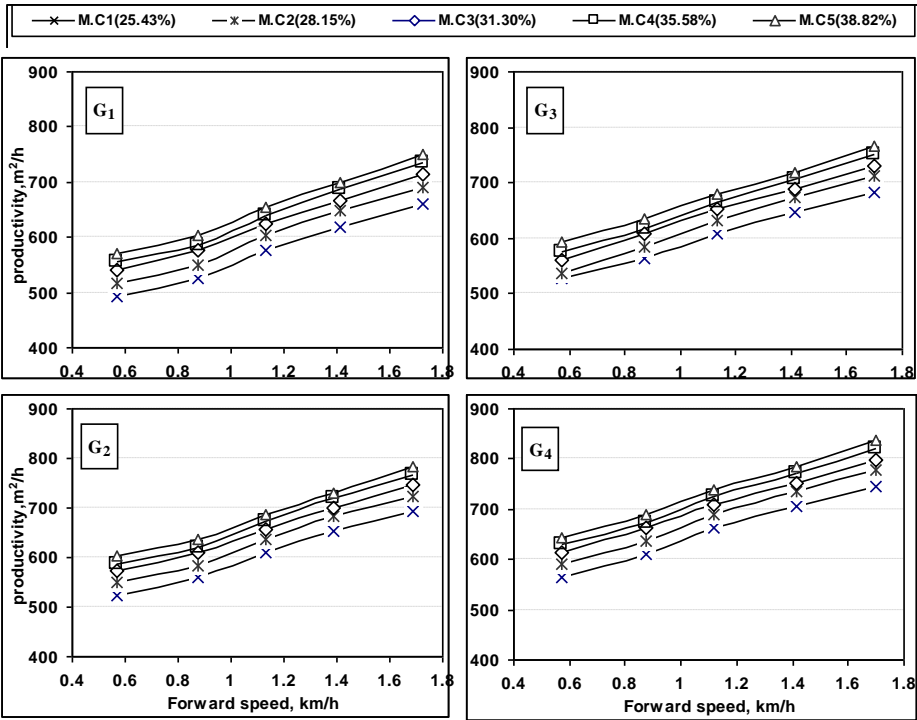 M.C1(25.43%) M.C2(28.15%) M.C3(31.30%) M.C4(35.58%) M.C5(38.82%)
G1
productivity,m²/h
900
800
700
600
500
400
0.4 0.6 0.8 1 1.2 1.4 1.6 1.8
G3
900
800
700
600
500
400
0.4 0.6 0.8 1 1.2 1.4 1.6 1.8
G2
productivity,m²/h
900
800
700
600
500
400
0.4 0.6 0.8 1 1.2 1.4 1.6 1.8
Forward speed, km/h
G4
900
800
700
600
500
400
0.4 0.6 0.8 1 1.2 1.4 1.6 1.8
Forward speed, km/h